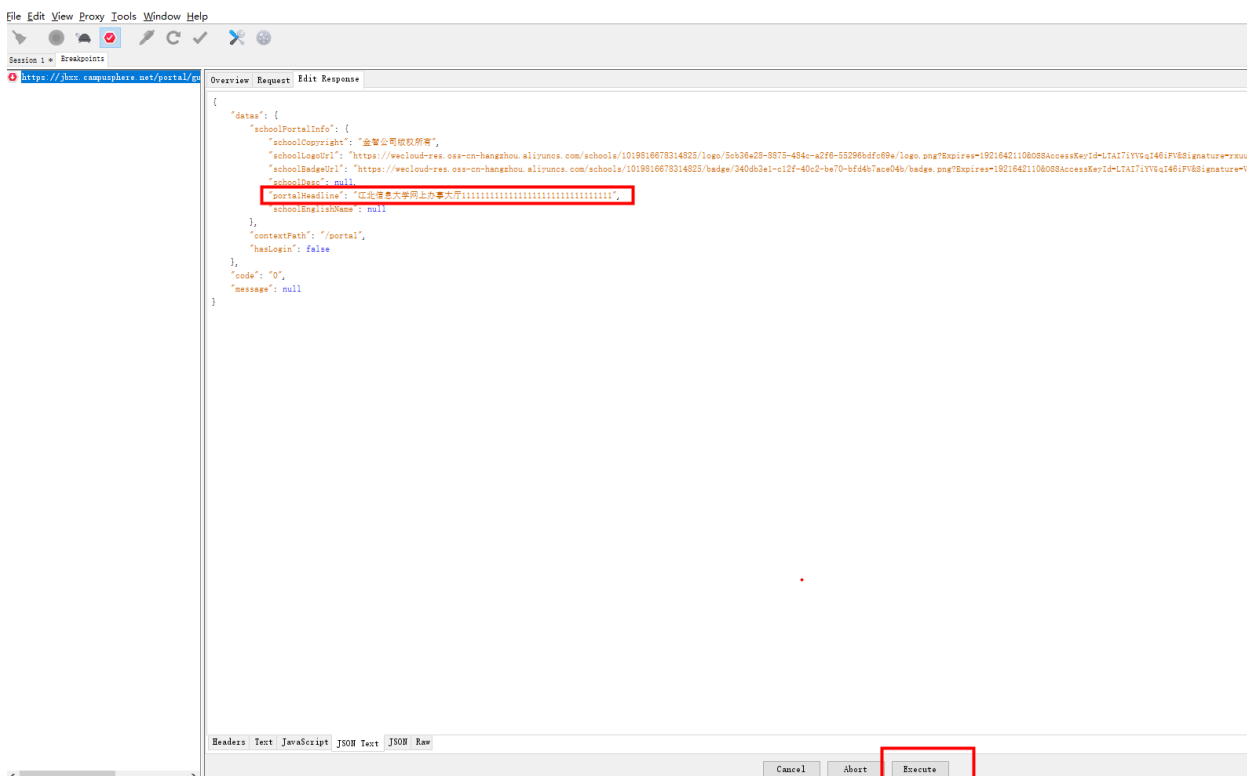 File Edit View Proxy Tools Window Help
Session 1 * Breakpoints
https://jbxx.campusphere.net/portal/gu
Overview Request Edit Response
{
"datas": {
"schoolPortalInfo": {
"schoolCopyright": "金智公司版权所有",
"schoolLogoUrl": "https://wecloud-res.oss-cn-hangzhou.aliyuncs.com/schools/1019816678314825/logo/5cb36e28-8875-484c-a2f6-55296bdfc69e/logo.png?Expires=1921642110&OSSAccessKeyId=LTAI7iYVGqI46iFV&Signature=rxuu
"schoolBadgeUrl": "https://wecloud-res.oss-cn-hangzhou.aliyuncs.com/schools/1019816678314825/badge/340db3e1-c12f-40c2-be70-bfd4b7ace04b/badge.png?Expires=1921642110&OSSAccessKeyId=LTAI7iYVGqI46iFV&Signature=V
"schoolDesc": null,
"portalHeadline": "江北信息大学网上办事大厅1111111111111111111111111111111111",
"schoolEnglishName": null
},
"contextPath": "/portal",
"hasLogin": false
},
"code": "0",
"message": null
}
Headers Text JavaScript JSON Text JSON Raw
Cancel Abort Execute